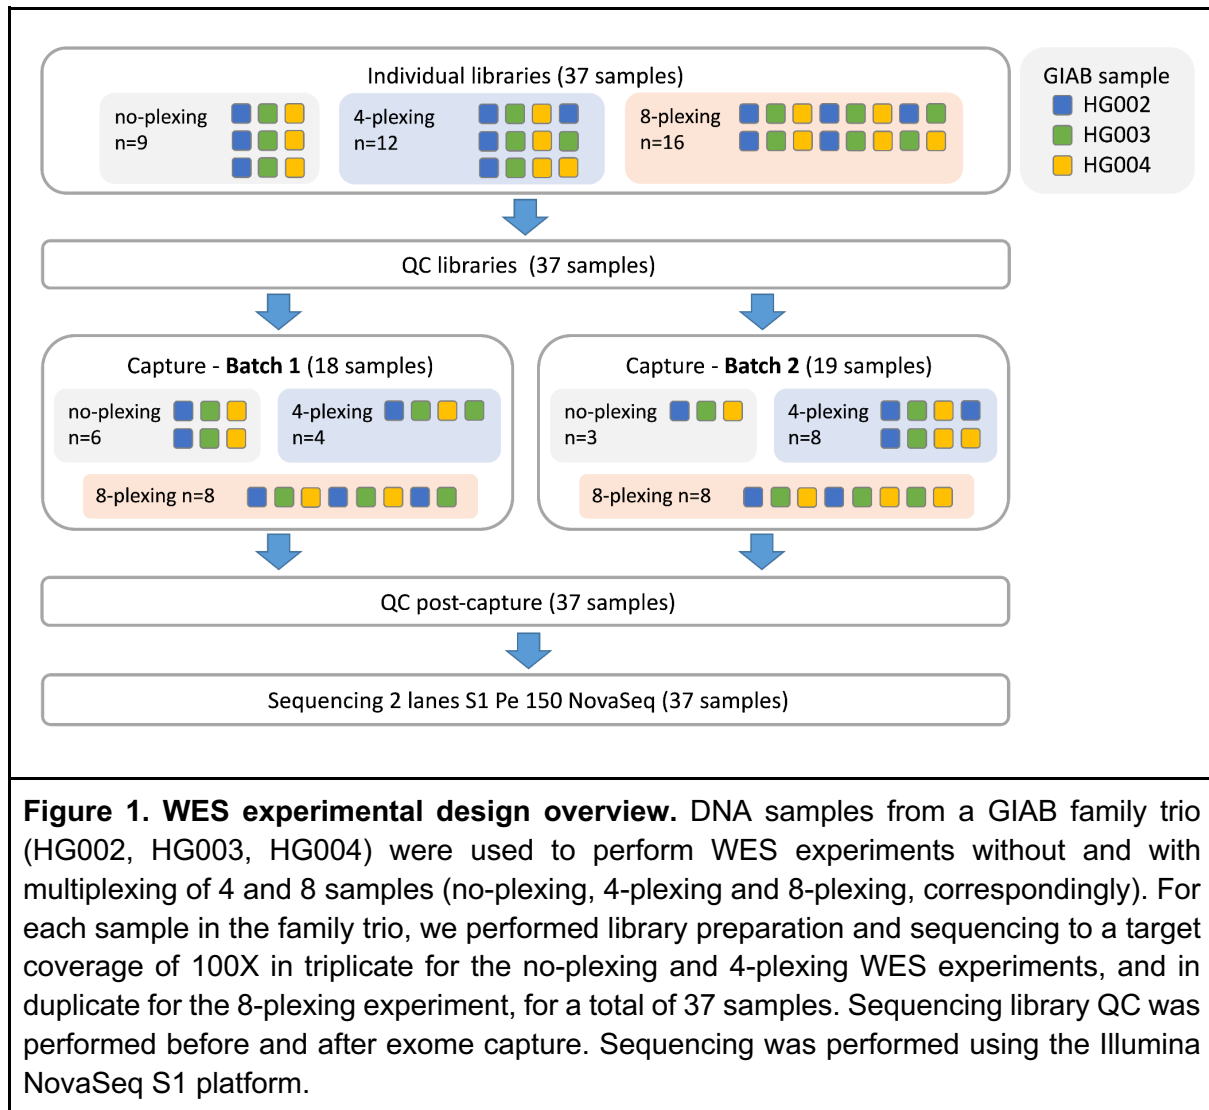 Individual libraries (37 samples)
no-plexing
n=9
4-plexing
n=12
8-plexing
n=16
GIAB sample
HG002
HG003
HG004
QC libraries (37 samples)
Capture - Batch 1 (18 samples)
no-plexing
n=6
4-plexing
n=4
8-plexing n=8
Capture - Batch 2 (19 samples)
no-plexing
n=3
4-plexing
n=8
8-plexing n=8
QC post-capture (37 samples)
Sequencing 2 lanes S1 Pe 150 NovaSeq (37 samples)
Figure 1. WES experimental design overview. DNA samples from a GIAB family trio
(HG002, HG003, HG004) were used to perform WES experiments without and with
multiplexing of 4 and 8 samples (no-plexing, 4-plexing and 8-plexing, correspondingly). For
each sample in the family trio, we performed library preparation and sequencing to a target
coverage of 100X in triplicate for the no-plexing and 4-plexing WES experiments, and in
duplicate for the 8-plexing experiment, for a total of 37 samples. Sequencing library QC was
performed before and after exome capture. Sequencing was performed using the Illumina
NovaSeq S1 platform.